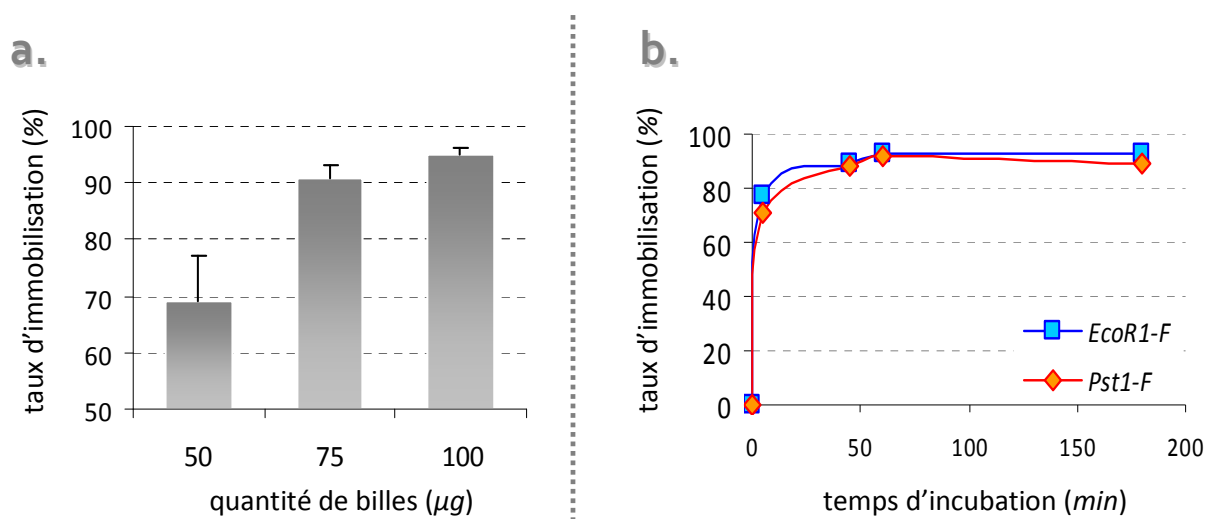 a.
taux d'immobilisation (%)
100
90
80
70
60
50
50 75 100
quantité de billes (µg)
b.
taux d'immobilisation (%)
100
80
60
40
20
0
EcoR1-F
Pst1-F
0 50 100 150 200
temps d'incubation (min)